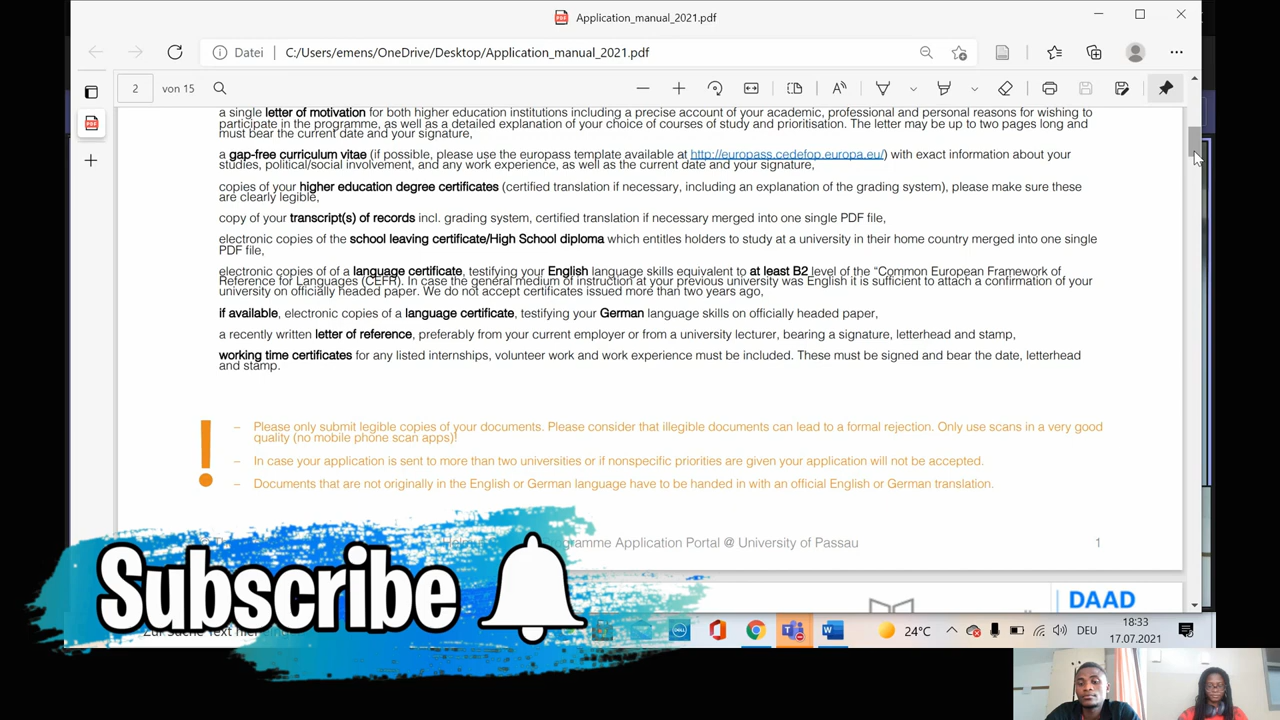 Application_manual_2021.pdf
Datei
C:/Users/emens/OneDrive/Desktop/Application_manual_2021.pdf
2 von 15
a single letter of motivation for both higher education institutions including a precise account of your academic, professional and personal reasons for wishing to
participate in the programme, as well as a detailed explanation of your choice of courses of study and prioritisation. The letter may be up to two pages long and
must bear the current date and your signature,
a gap-free curriculum vitae (if possible, please use the europass template available at http://europass.cedefop.europa.eu/) with exact information about your
studies, political/social involvement, and any work experience, as well as the current date and your signature,
copies of your higher education degree certificates (certified translation if necessary, including an explanation of the grading system), please make sure these
are clearly legible,
copy of your transcript(s) of records incl. grading system, certified translation if necessary merged into one single PDF file,
electronic copies of the school leaving certificate/High School diploma which entitles holders to study at a university in their home country merged into one single
PDF file,
electronic copies of of a language certificate, testifying your English language skills equivalent to at least B2 level of the “Common European Framework of
Reference for Languages (CEFR). In case the general medium of instruction at your previous university was English it is sufficient to attach a confirmation of your
university on officially headed paper. We do not accept certificates issued more than two years ago,
if available, electronic copies of a language certificate, testifying your German language skills on officially headed paper,
a recently written letter of reference, preferably from your current employer or from a university lecturer, bearing a signature, letterhead and stamp,
working time certificates for any listed internships, volunteer work and work experience must be included. These must be signed and bear the date, letterhead
and stamp.
! – Please only submit legible copies of your documents. Please consider that illegible documents can lead to a formal rejection. Only use scans in a very good
quality (no mobile phone scan apps)!
– In case your application is sent to more than two universities or if nonspecific priorities are given your application will not be accepted.
– Documents that are not originally in the English or German language have to be handed in with an official English or German translation.
Programme Application Portal @ University of Passau 1
Subscribe
DAAD
24°C
DEU
18:33
17.07.2021